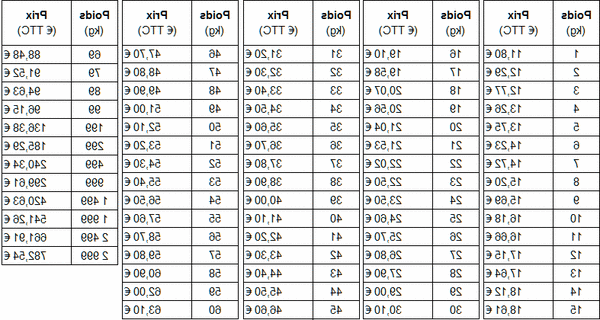 Poids Prix
(kg) (€ TTC)
1 11,80 €
2 12,29 €
3 12,77 €
4 13,26 €
5 13,75 €
6 14,23 €
7 14,72 €
8 15,20 €
9 15,69 €
10 16,18 €
11 16,66 €
12 17,15 €
13 17,64 €
14 18,12 €
15 18,61 €
Poids Prix
(kg) (€ TTC)
16 19,10 €
17 19,58 €
18 20,07 €
19 20,56 €
20 21,04 €
21 21,53 €
22 22,02 €
23 22,50 €
24 23,50 €
25 24,60 €
26 25,70 €
27 26,80 €
28 27,90 €
29 29,00 €
30 30,10 €
Poids Prix
(kg) (€ TTC)
31 31,20 €
32 32,30 €
33 33,40 €
34 34,50 €
35 35,60 €
36 36,70 €
37 37,80 €
38 38,90 €
39 40,00 €
40 41,10 €
41 42,20 €
42 43,30 €
43 44,40 €
44 45,50 €
45 46,60 €
Poids Prix
(kg) (€ TTC)
46 47,70 €
47 48,80 €
48 49,90 €
49 51,00 €
50 52,10 €
51 53,20 €
52 54,30 €
53 55,40 €
54 56,50 €
55 57,60 €
56 58,70 €
57 59,80 €
58 60,90 €
59 62,00 €
60 63,10 €
Poids Prix
(kg) (€ TTC)
69 88,48 €
79 91,52 €
89 94,63 €
99 96,15 €
199 136,38 €
299 185,29 €
499 240,34 €
999 299,61 €
1 499 420,63 €
1 999 541,26 €
2 499 661,91 €
2 999 782,54 €